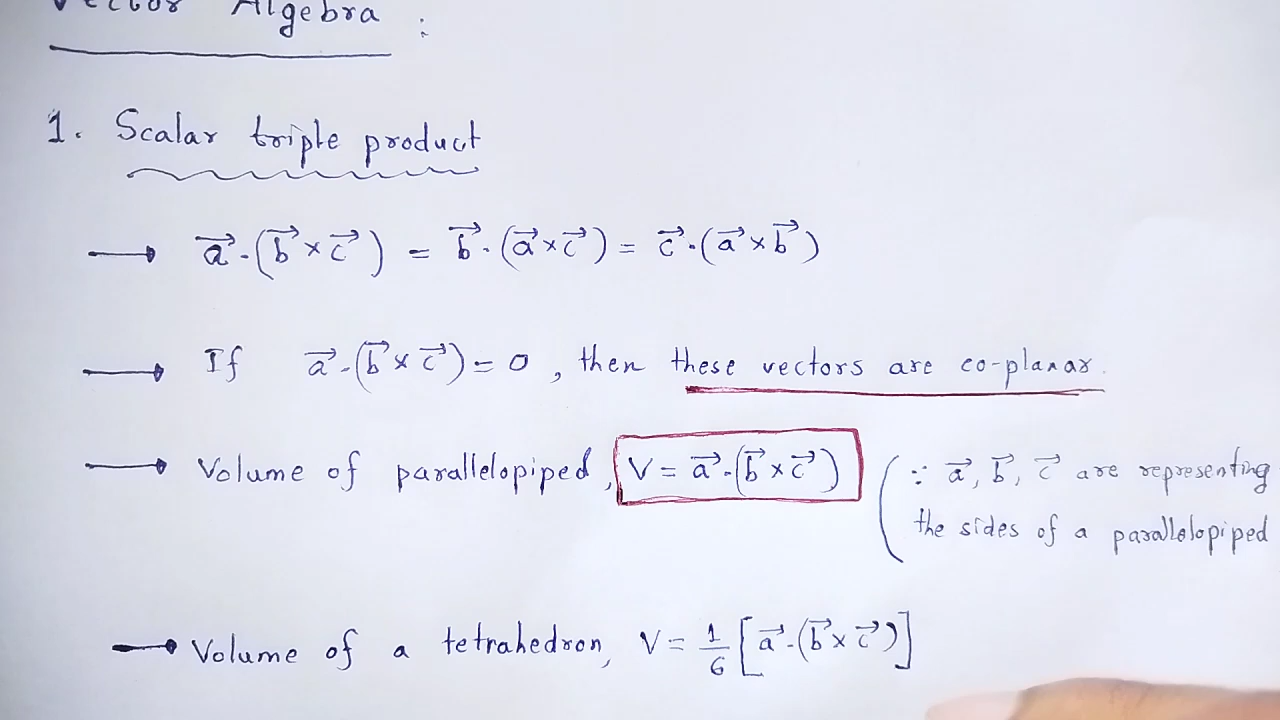 Vector Algebra :
1. Scalar triple product
→ a⃗·(b⃗×c⃗) = b⃗·(a⃗×c⃗) = c⃗·(a⃗×b⃗)
→ If a⃗·(b⃗×c⃗) = 0, then these vectors are co-planar.
→ Volume of parallelopiped, V = a⃗·(b⃗×c⃗) (∵ a⃗, b⃗, c⃗ are representing
the sides of a parallelopiped
→ Volume of a tetrahedron, V = 1/6 [a⃗·(b⃗×c⃗)]